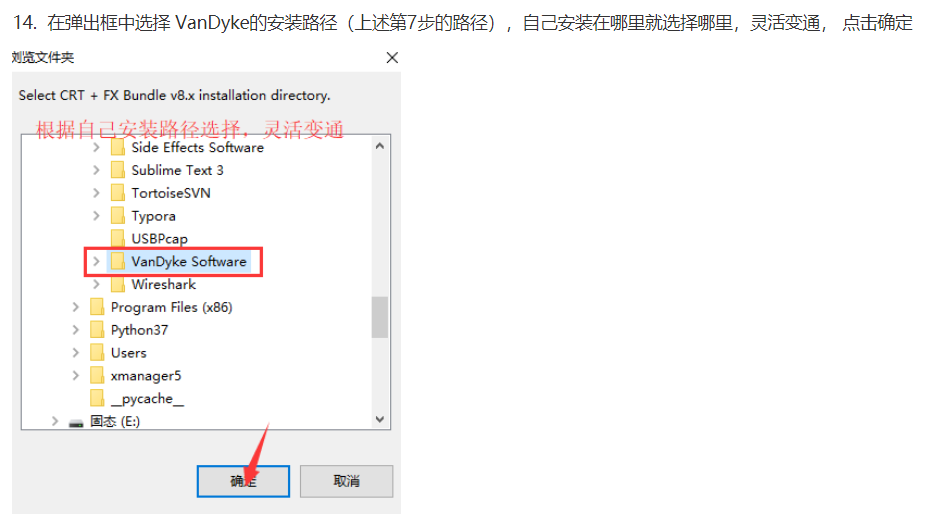 14. 在弹出框中选择 VanDyke的安装路径（上述第7步的路径），自己安装在哪里就选择哪里，灵活变通， 点击确定
浏览文件夹
Select CRT + FX Bundle v8.x installation directory.
根据自己安装路径选择，灵活变通
Side Effects Software
Sublime Text 3
TortoiseSVN
Typora
USBPcap
VanDyke Software
Wireshark
Program Files (x86)
Python37
Users
xmanager5
__pycache__
固态 (E:)
确定
取消